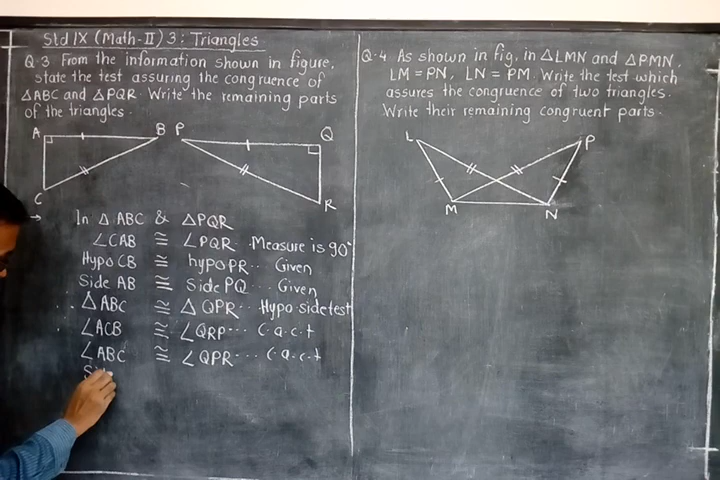 Std IX (Math-II) 3: Triangles
Q.3 From the information shown in figure,
state the test assuring the congruence of
△ABC and △PQR. Write the remaining parts
of the triangles.
A B P Q
C R
→ In △ ABC & △PQR
∠CAB ≅ ∠PQR.. Measure is 90°
Hypo CB ≅ hypo PR.. Given
Side AB ≅ side PQ... Given
∴ △ABC ≅ △ QPR.. Hypo side test
∠ACB ≅ ∠QRP... C.a.c.t
∠ABC ≅ ∠QPR... C.a.c.t
Q.4 As shown in fig. in △LMN and △PMN,
LM = PN, LN = PM. Write the test which
assures the congruence of two triangles.
Write their remaining congruent parts.
L P
M N